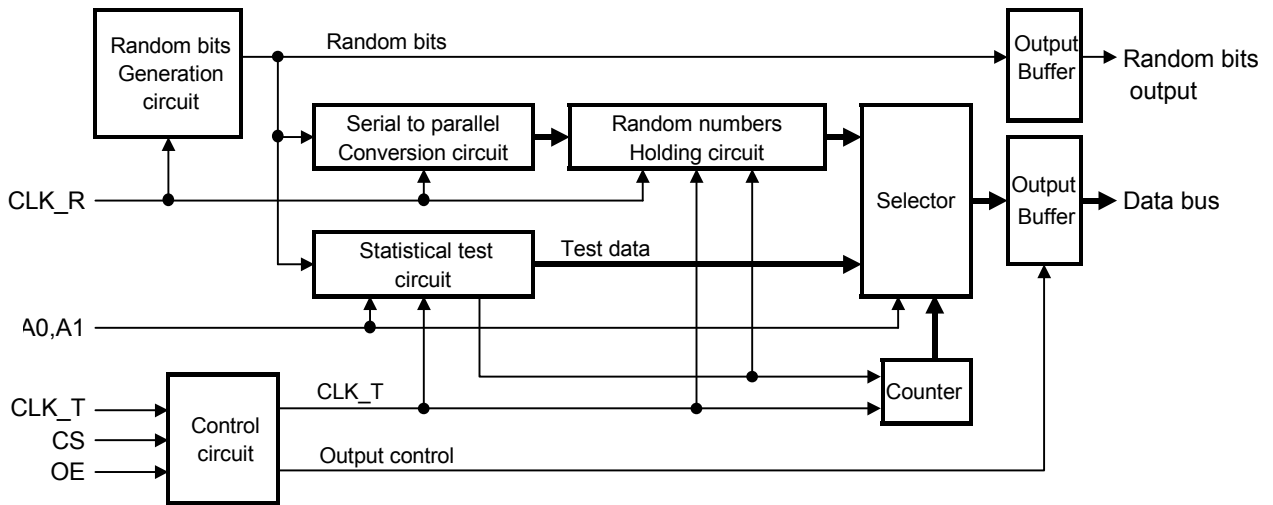 Random bits
Generation
circuit
Random bits
Output
Buffer
Random bits
output
Serial to parallel
Conversion circuit
Random numbers
Holding circuit
Selector
Output
Buffer
Data bus
CLK_R
Statistical test
circuit
Test data
A0,A1
CLK_T
Counter
CLK_T
CS
OE
Control
circuit
Output control